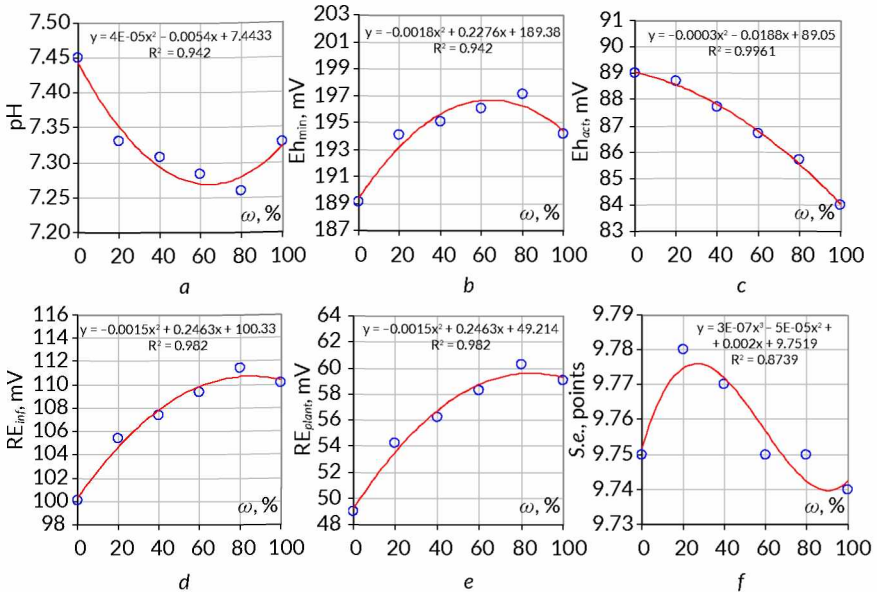 7.50
7.45
7.40
7.35
7.30
7.25
7.20
pH
y = 4E-05x² − 0.0054x + 7.4433
R² = 0.942
ω, %
0 20 40 60 80 100
a
203
201
199
197
195
193
191
189
187
Eh_min, mV
y = −0.0018x² + 0.2276x + 189.38
R² = 0.942
ω, %
0 20 40 60 80 100
b
91
90
89
88
87
86
85
84
83
Eh_act, mV
y = −0.0003x² − 0.0188x + 89.05
R² = 0.9961
ω, %
0 20 40 60 80 100
c
116
114
112
110
108
106
104
102
100
98
RE_inf, mV
y = −0.0015x² + 0.2463x + 100.33
R² = 0.982
ω, %
0 20 40 60 80 100
d
64
62
60
58
56
54
52
50
48
RE_plant, mV
y = −0.0015x² + 0.2463x + 49.214
R² = 0.982
ω, %
0 20 40 60 80 100
e
9.79
9.78
9.77
9.75
9.74
9.73
S.e., points
y = 3E-07x³ − 5E-05x² +
+ 0.002x + 9.7519
R² = 0.8739
ω, %
0 20 40 60 80 100
f